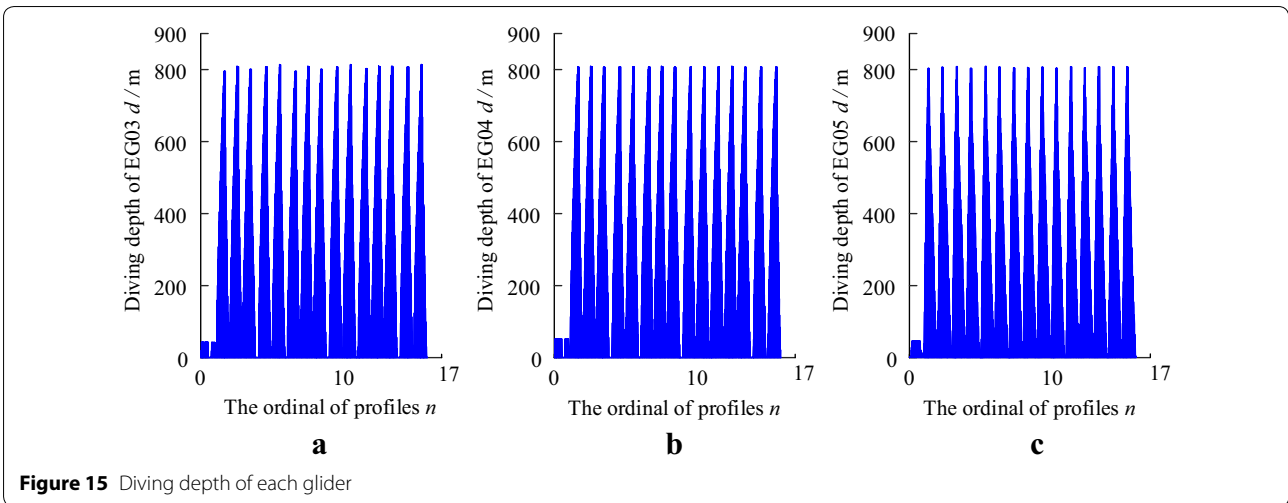 Diving depth of EG03 d / m
900
800
600
400
200
0
0
10
17
The ordinal of profiles n
a
Diving depth of EG04 d / m
900
800
600
400
200
0
0
10
17
The ordinal of profiles n
b
Diving depth of EG05 d / m
900
800
600
400
200
0
0
10
17
The ordinal of profiles n
c
Figure 15 Diving depth of each glider